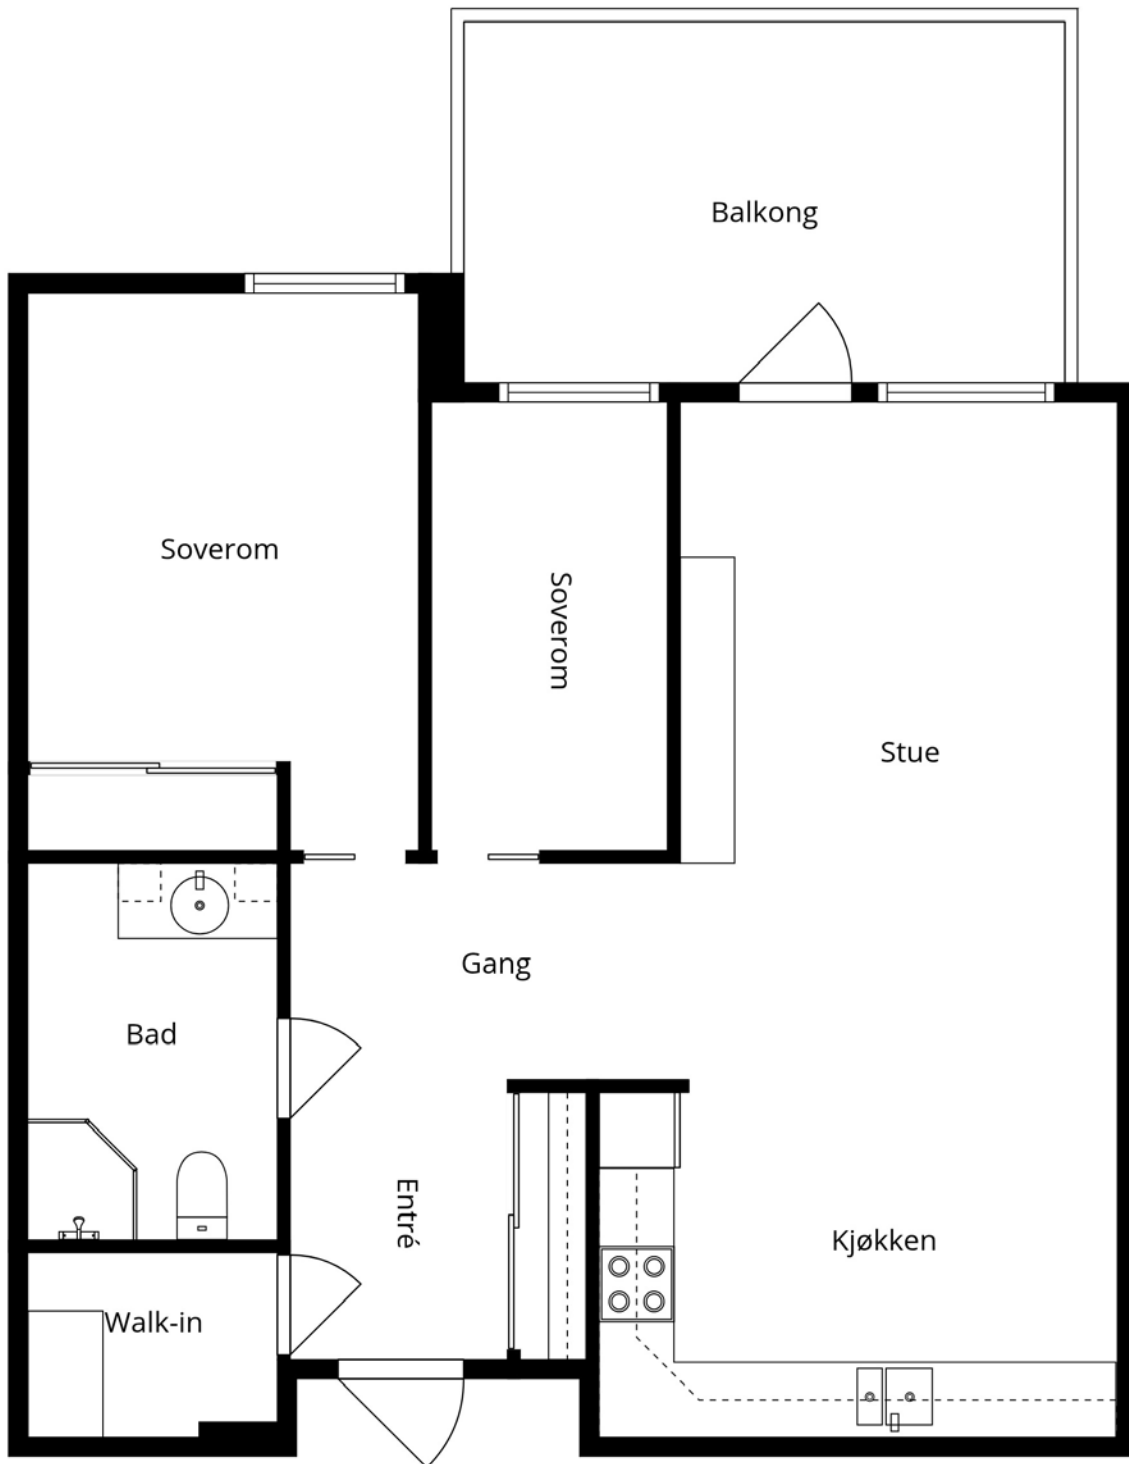 Balkong
Soverom
Soverom
Stue
Gang
Bad
Entré
Kjøkken
Walk-in